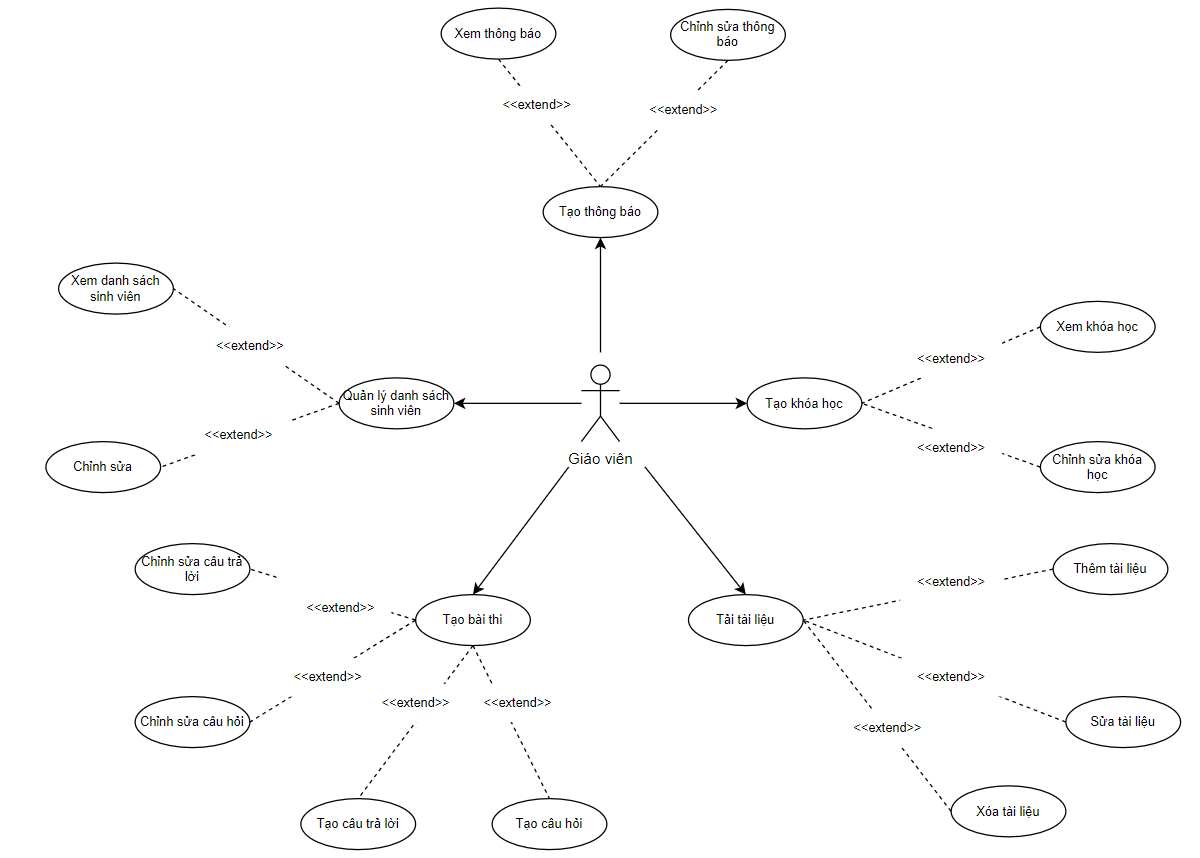 Xem thông báo
Chỉnh sửa thông
báo
<<extend>>
<<extend>>
Tạo thông báo
Xem danh sách
sinh viên
<<extend>>
Quản lý danh sách
sinh viên
<<extend>>
Chỉnh sửa
Giáo viên
Tạo khóa học
Xem khóa học
<<extend>>
<<extend>>
Chỉnh sửa khóa
học
Chỉnh sửa câu trả
lời
<<extend>>
Tạo bài thi
<<extend>>
Chỉnh sửa câu hỏi
<<extend>>
<<extend>>
Tạo câu trả lời
Tạo câu hỏi
Tải tài liệu
<<extend>>
Thêm tài liệu
<<extend>>
Sửa tài liệu
<<extend>>
Xóa tài liệu